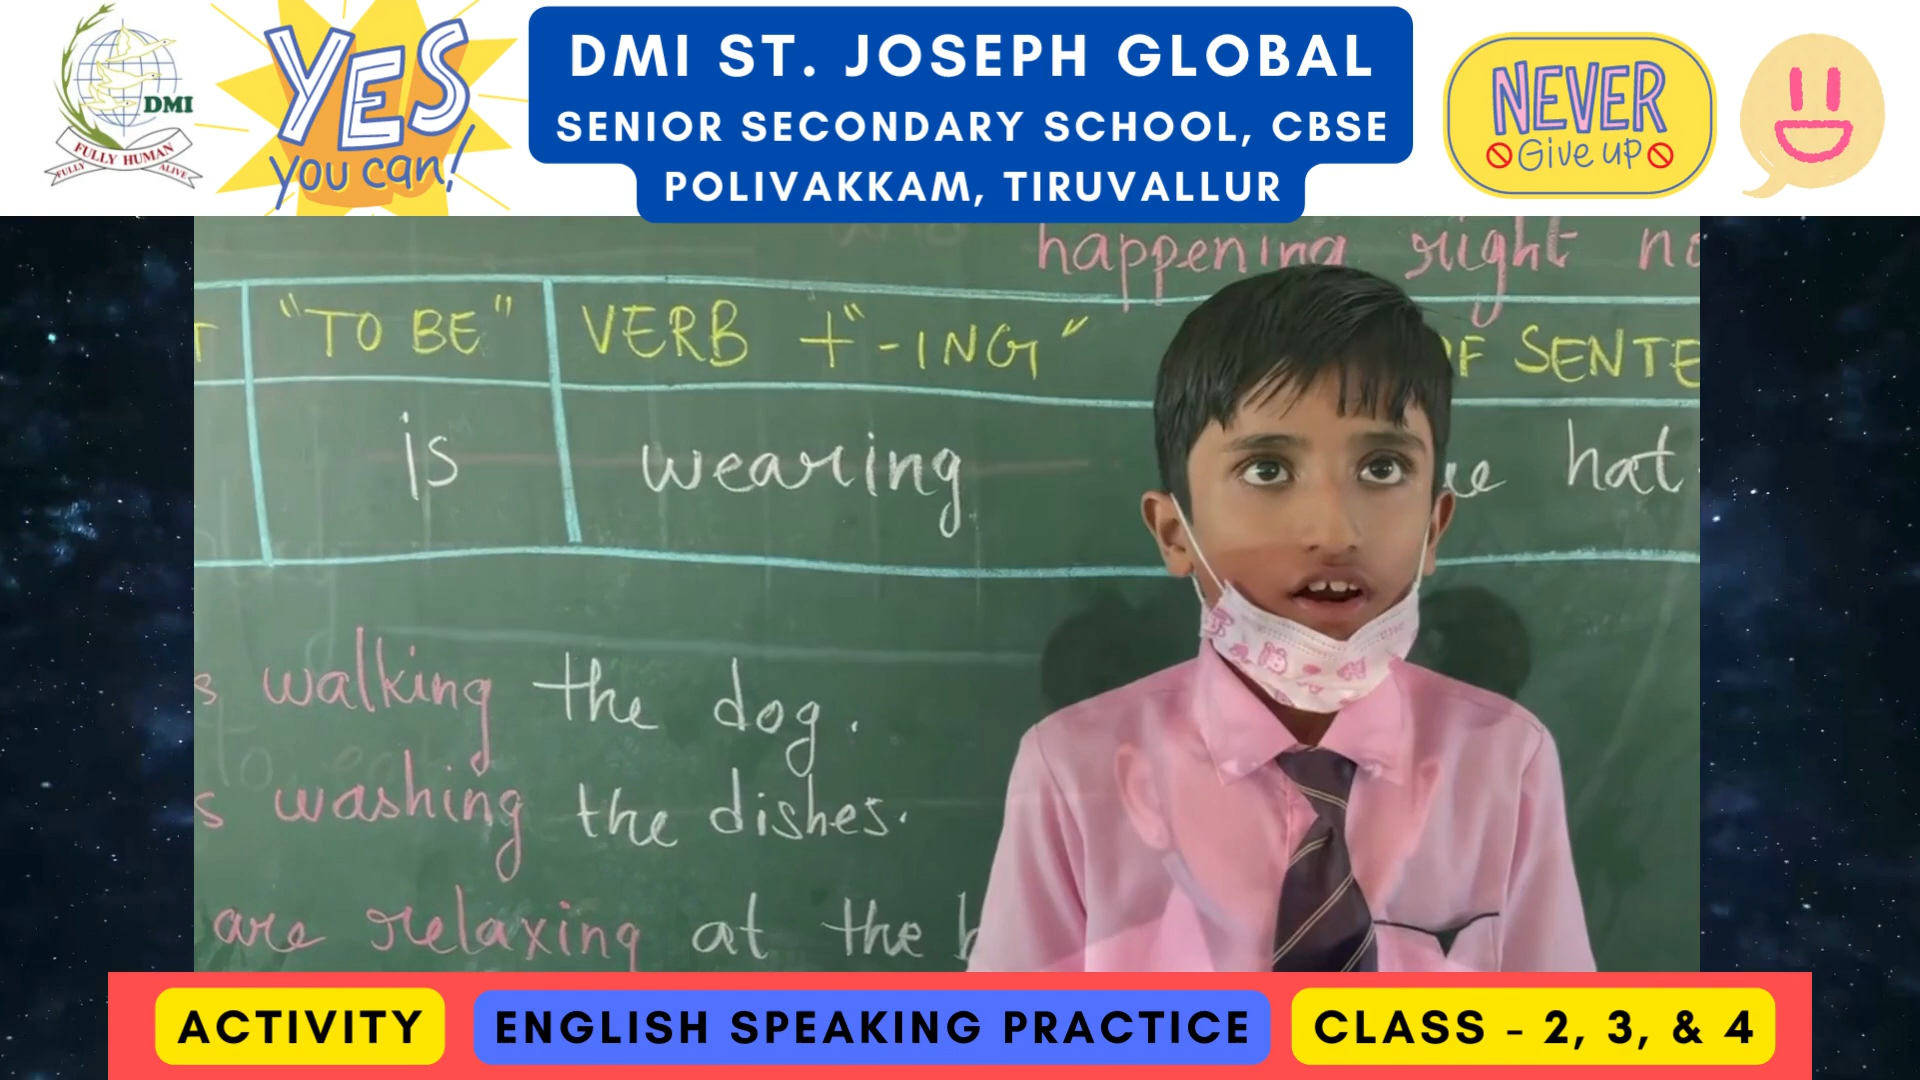 DMI
FULLY HUMAN
FULLY ALIVE
YES
you can!
DMI ST. JOSEPH GLOBAL
SENIOR SECONDARY SCHOOL, CBSE
POLIVAKKAM, TIRUVALLUR
NEVER
Give up
happening right
"TO BE" VERB + "-ING" SENTE
is wearing hat
walking the dog.
washing the dishes.
are relaxing at the
ACTIVITY ENGLISH SPEAKING PRACTICE CLASS - 2, 3, & 4